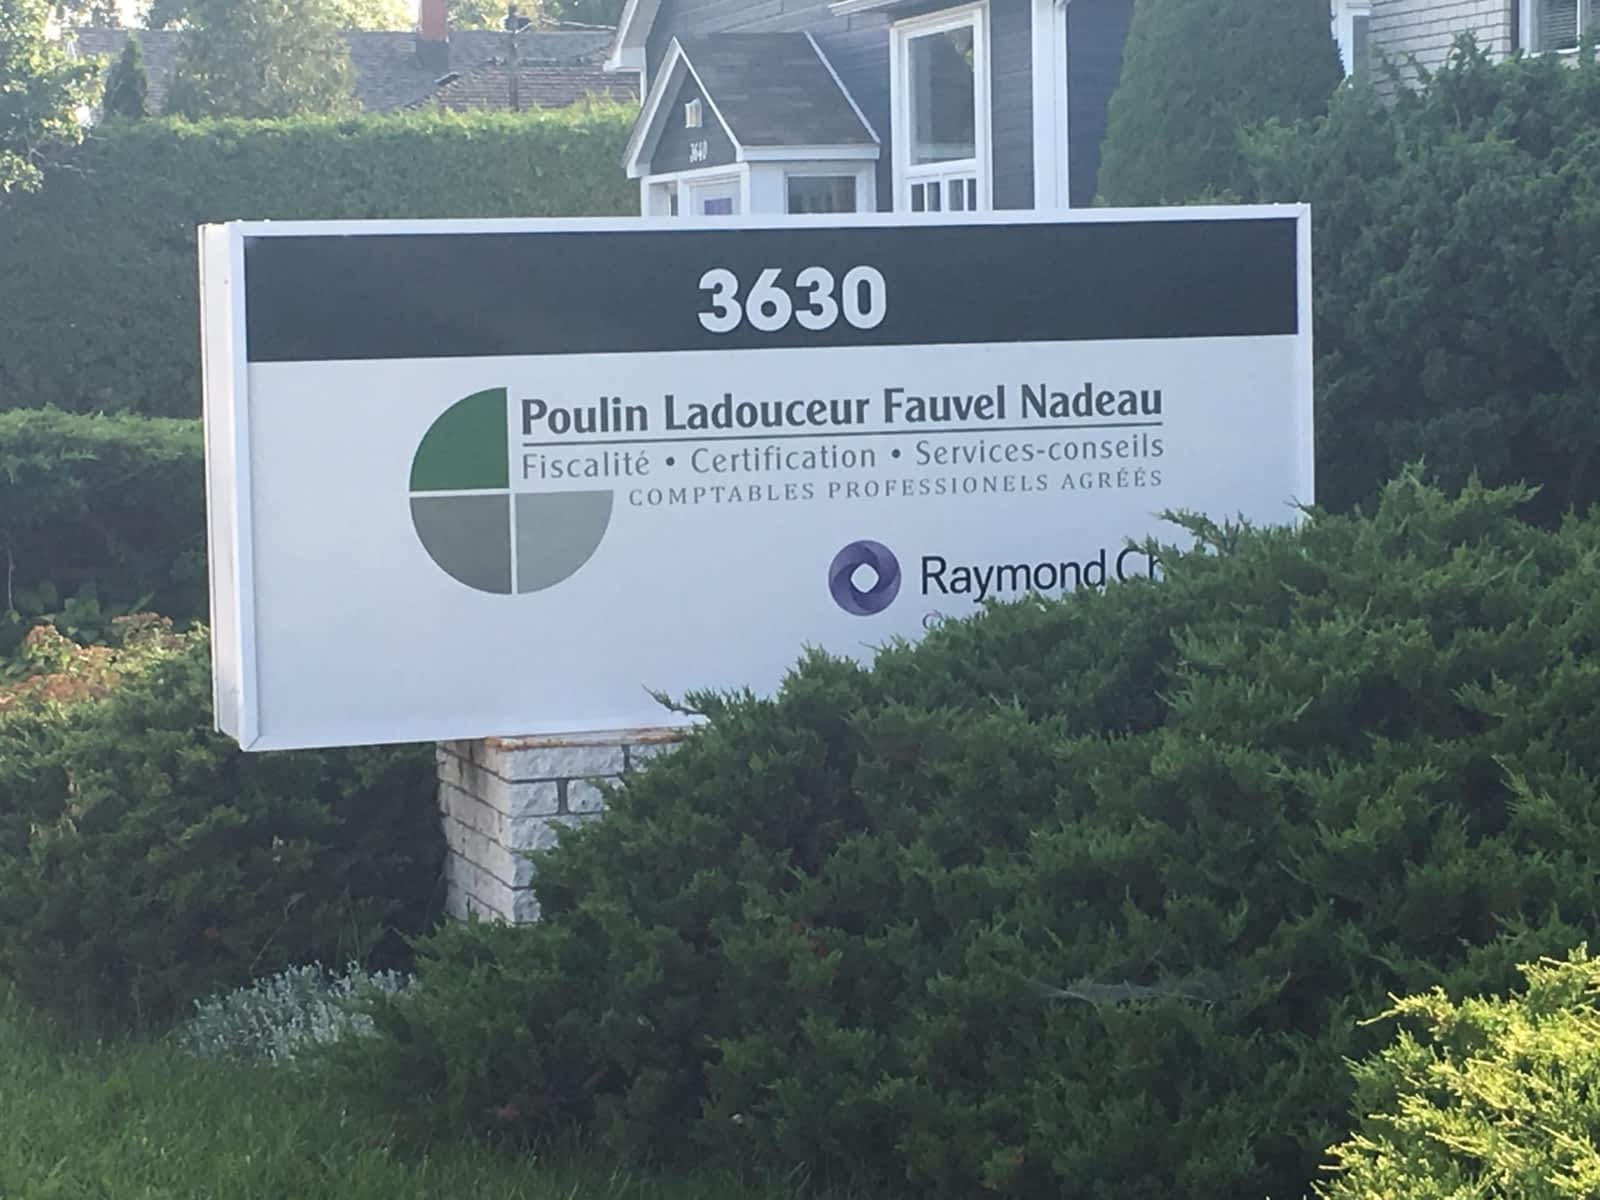 3640
3630
Poulin Ladouceur Fauvel Nadeau
Fiscalité • Certification • Services-conseils
COMPTABLES PROFESSIONELS AGRÉÉS
Raymond